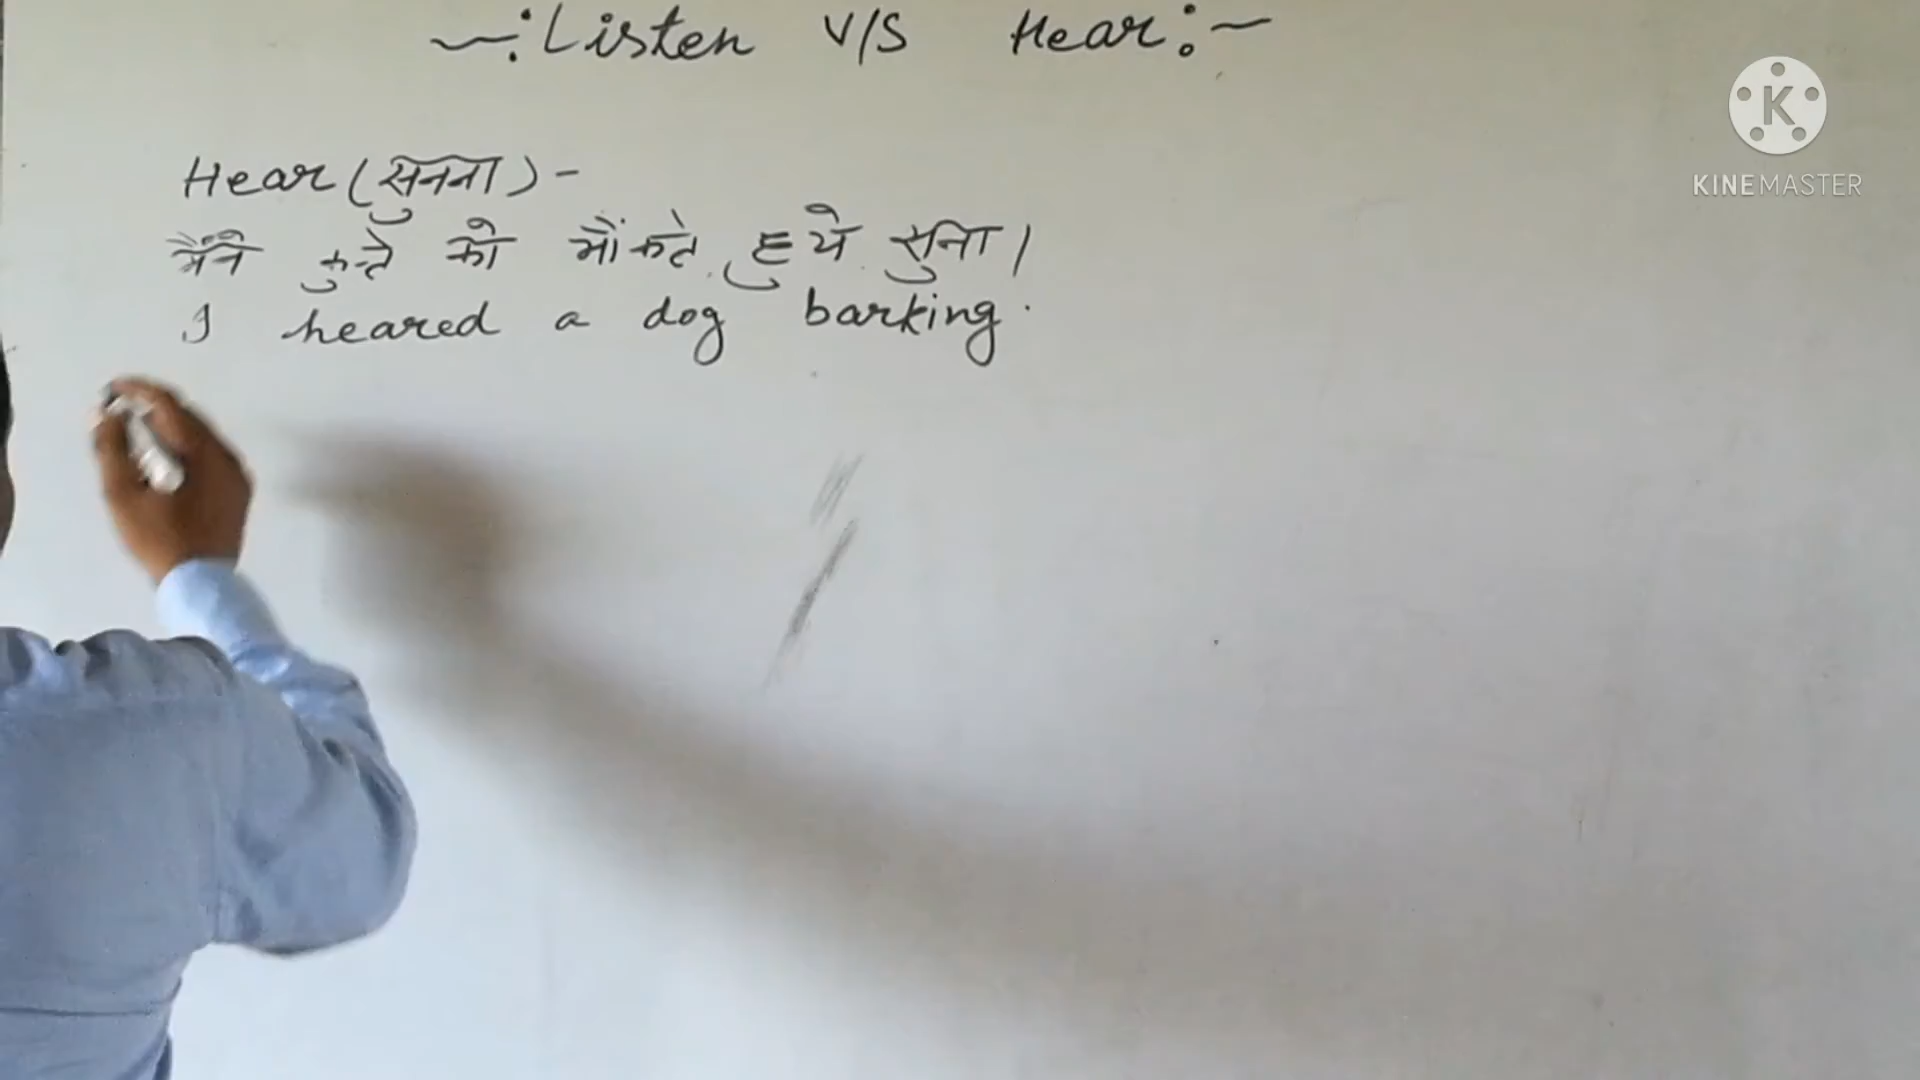 ~:Listen V/S Hear:~
K
KINEMASTER
Hear (सुनना) -
मैने कुत्ते को भौंकते हुये सुना।
I heared a dog barking.